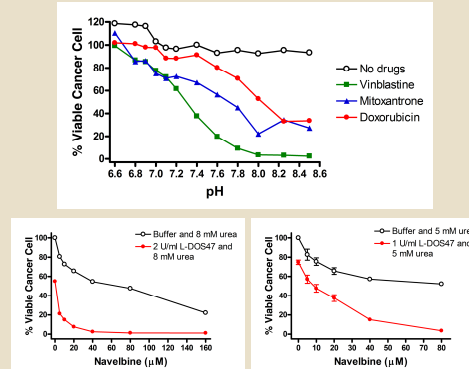 % Viable Cancer Cell
120
100
80
60
40
20
0
6.6 6.8 7.0 7.2 7.4 7.6 7.8 8.0 8.2 8.4 8.6
pH
No drugs
Vinblastine
Mitoxantrone
Doxorubicin
% Viable Cancer Cell
100
80
60
40
20
0
0 20 40 60 80 100 120 140 160
Navelbine (µM)
Buffer and 8 mM urea
2 U/ml L-DOS47 and
8 mM urea
% Viable Cancer Cell
100
80
60
40
20
0
0 10 20 30 40 50 60 70 80
Navelbine (µM)
Buffer and 5 mM ure
1 U/ml L-DOS47 and
5 mM urea